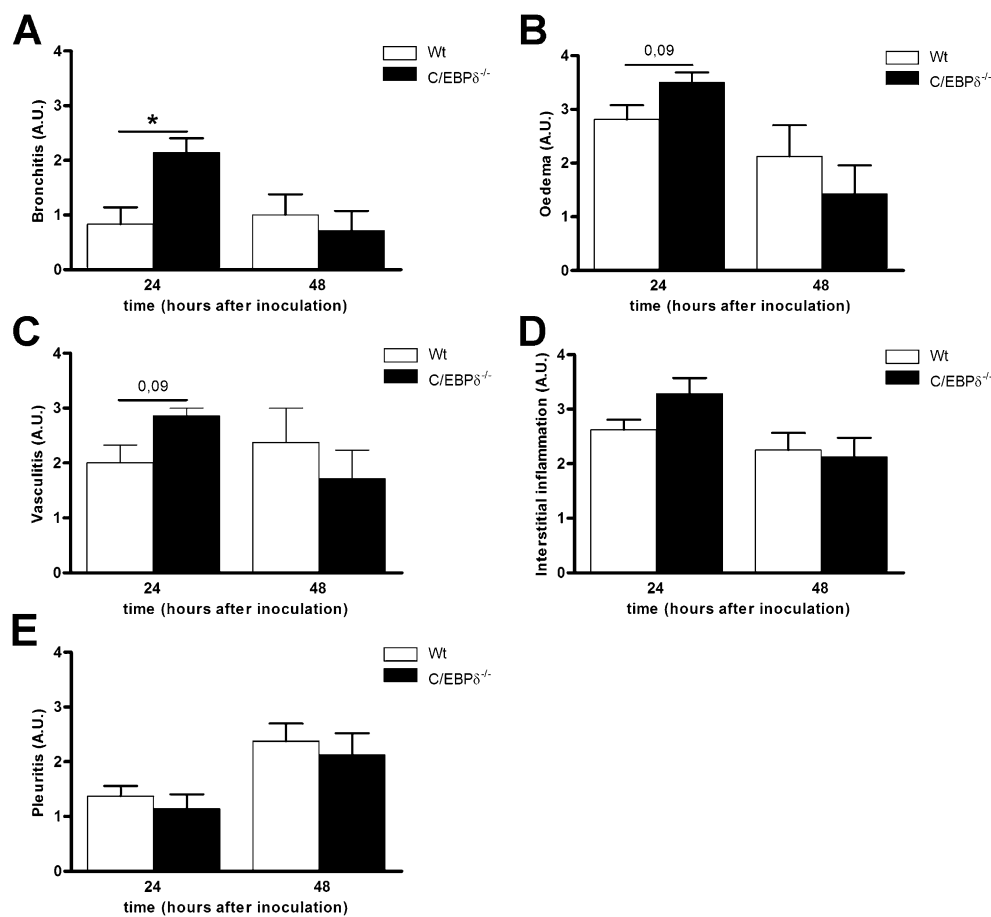 A
Wt
C/EBPδ-/-
Bronchitis (A.U.)
4
3
2
1
0
*
24
48
time (hours after inoculation)
B
Wt
C/EBPδ-/-
Oedema (A.U.)
4
3
2
1
0
0,09
24
48
time (hours after inoculation)
C
Wt
C/EBPδ-/-
Vasculitis (A.U.)
4
3
2
1
0
0,09
24
48
time (hours after inoculation)
D
Wt
C/EBPδ-/-
Interstitial inflammation (A.U.)
4
3
2
1
0
24
48
time (hours after inoculation)
E
Wt
C/EBPδ-/-
Pleuritis (A.U.)
4
3
2
1
0
24
48
time (hours after inoculation)